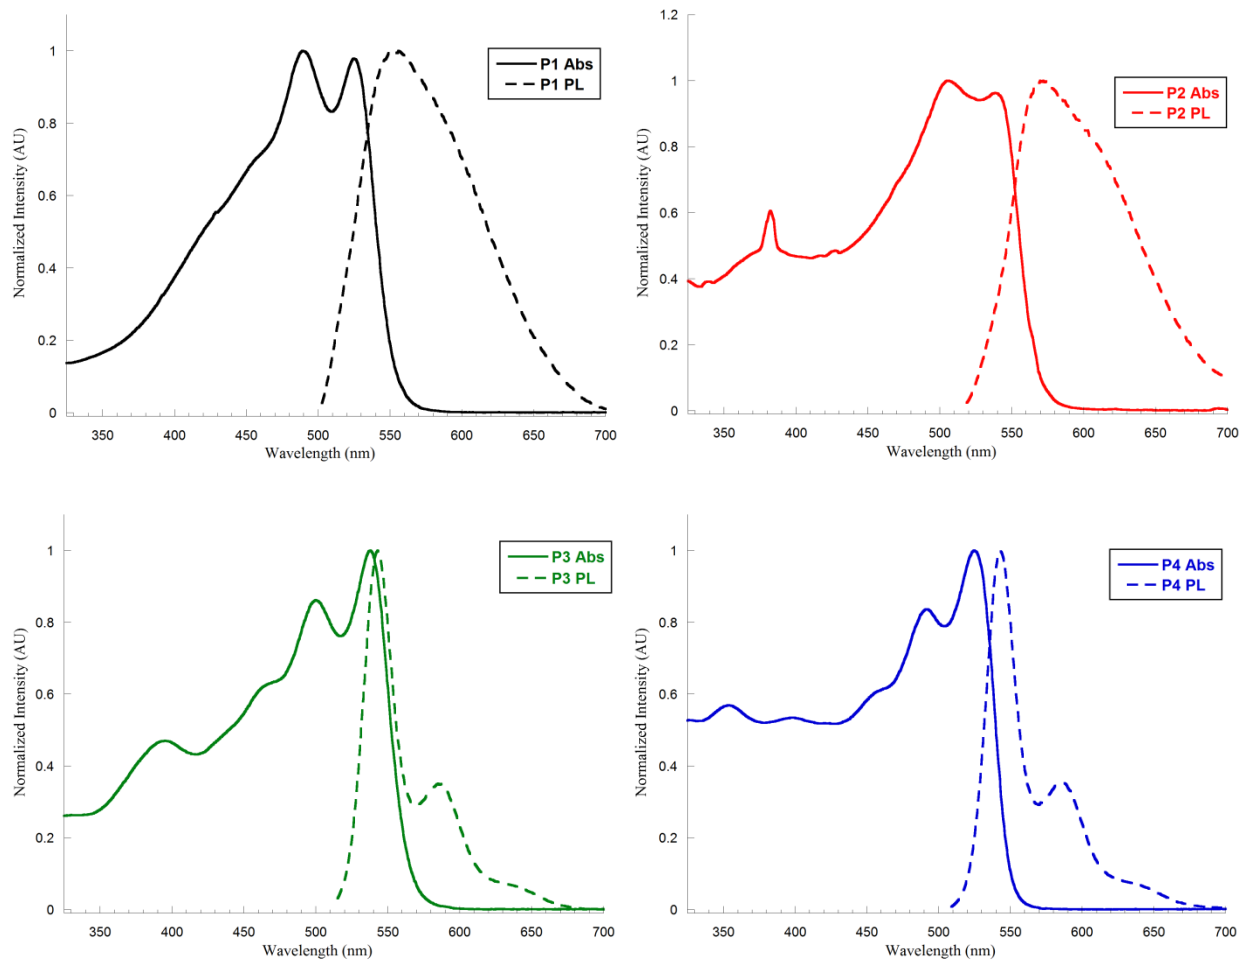 P1 Abs
P1 PL
Normalized Intensity (AU)
1
0.8
0.6
0.4
0.2
0
350 400 450 500 550 600 650 700
Wavelength (nm)
P2 Abs
P2 PL
Normalized Intensity (AU)
1.2
1
0.8
0.6
0.4
0.2
0
350 400 450 500 550 600 650 700
Wavelength (nm)
P3 Abs
P3 PL
Normalized Intensity (AU)
1
0.8
0.6
0.4
0.2
0
350 400 450 500 550 600 650 700
Wavelength (nm)
P4 Abs
P4 PL
Normalized Intensity (AU)
1
0.8
0.6
0.4
0.2
0
350 400 450 500 550 600 650 700
Wavelength (nm)